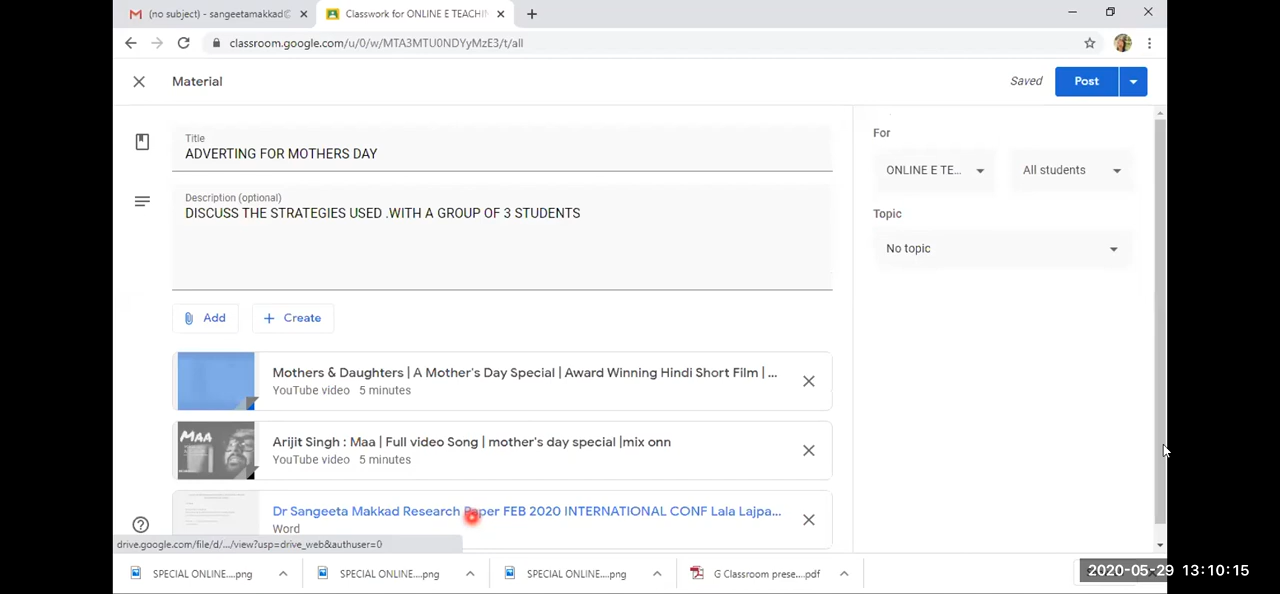 (no subject) - sangeetamakkad@
Classwork for ONLINE E TEACHIN
classroom.google.com/u/0/w/MTA3MTU0NDYyMzE3/t/all
Material
Saved
Post
Title
ADVERTING FOR MOTHERS DAY
Description (optional)
DISCUSS THE STRATEGIES USED .WITH A GROUP OF 3 STUDENTS
For
ONLINE E TE...
All students
Topic
No topic
Add
Create
Mothers & Daughters | A Mother's Day Special | Award Winning Hindi Short Film | ...
YouTube video 5 minutes
MAA
Arijit Singh : Maa | Full video Song | mother's day special |mix onn
YouTube video 5 minutes
Dr Sangeeta Makkad Research Paper FEB 2020 INTERNATIONAL CONF Lala Lajpa...
Word
drive.google.com/file/d/.../view?usp=drive_web&authuser=0
SPECIAL ONLINE....png
SPECIAL ONLINE....png
SPECIAL ONLINE....png
G Classroom prese....pdf
2020-05-29 13:10:15